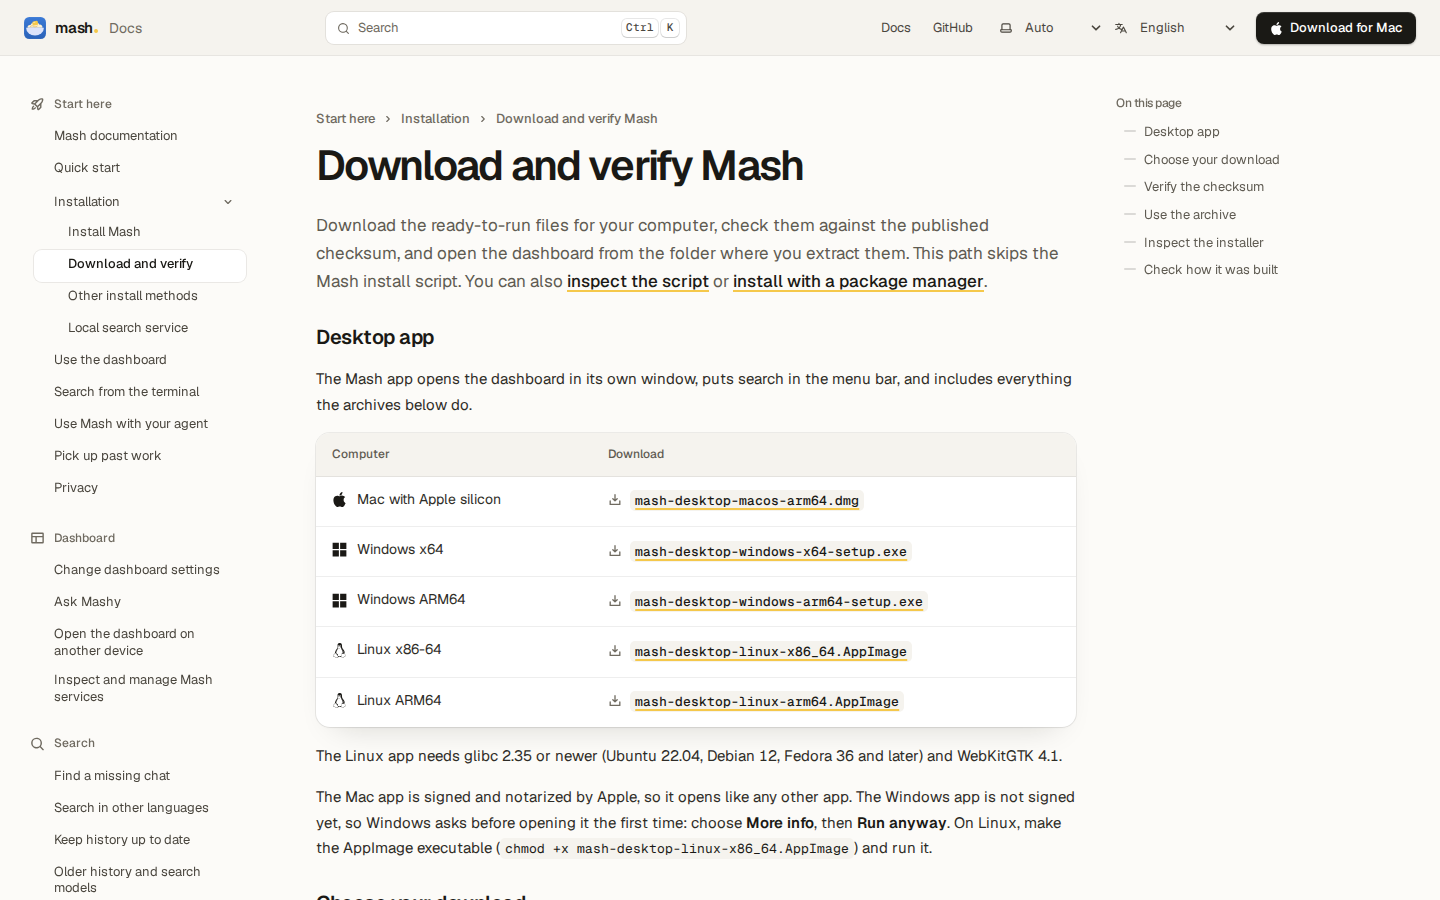 mash. Docs
Search
Ctrl K
Docs
GitHub
Auto
English
Download for Mac
Start here
Mash documentation
Quick start
Installation
Install Mash
Download and verify
Other install methods
Local search service
Use the dashboard
Search from the terminal
Use Mash with your agent
Pick up past work
Privacy
Dashboard
Change dashboard settings
Ask Mashy
Open the dashboard on
another device
Inspect and manage Mash
services
Search
Find a missing chat
Search in other languages
Keep history up to date
Older history and search
models
Start here > Installation > Download and verify Mash
Download and verify Mash
Download the ready-to-run files for your computer, check them against the published
checksum, and open the dashboard from the folder where you extract them. This path skips the
Mash install script. You can also inspect the script or install with a package manager.
Desktop app
The Mash app opens the dashboard in its own window, puts search in the menu bar, and includes everything
the archives below do.
Computer Download
Mac with Apple silicon mash-desktop-macos-arm64.dmg
Windows x64 mash-desktop-windows-x64-setup.exe
Windows ARM64 mash-desktop-windows-arm64-setup.exe
Linux x86-64 mash-desktop-linux-x86_64.AppImage
Linux ARM64 mash-desktop-linux-arm64.AppImage
The Linux app needs glibc 2.35 or newer (Ubuntu 22.04, Debian 12, Fedora 36 and later) and WebKitGTK 4.1.
The Mac app is signed and notarized by Apple, so it opens like any other app. The Windows app is not signed
yet, so Windows asks before opening it the first time: choose More info, then Run anyway. On Linux, make
the AppImage executable ( chmod +x mash-desktop-linux-x86_64.AppImage ) and run it.
Choose your download
On this page
Desktop app
Choose your download
Verify the checksum
Use the archive
Inspect the installer
Check how it was built